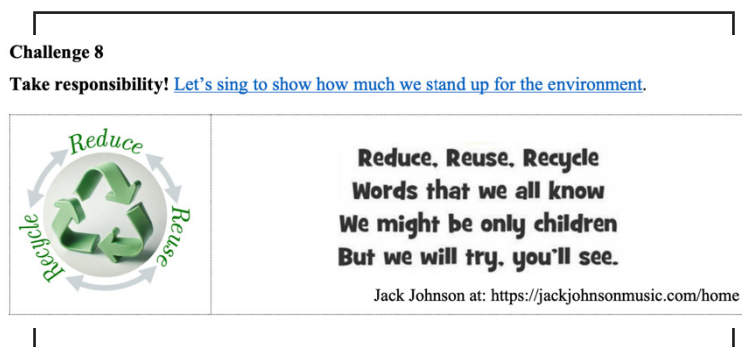 Challenge 8
Take responsibility! Let's sing to show how much we stand up for the environment.
Reduce
Reuse
Recycle
Reduce, Reuse, Recycle
Words that we all know
We might be only children
But we will try, you'll see.
Jack Johnson at: https://jackjohnsonmusic.com/home